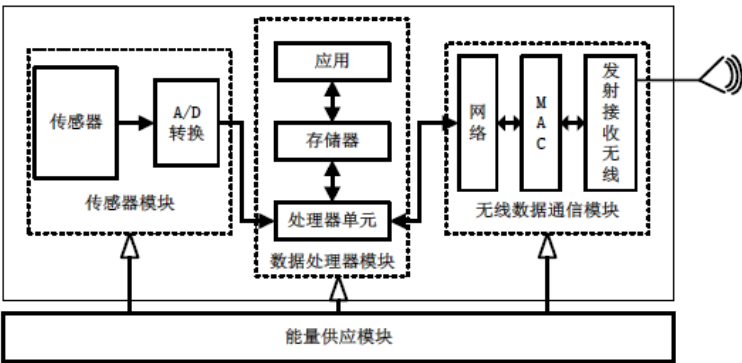 传感器
A/D
转换
传感器模块
应用
存储器
处理器单元
数据处理器模块
网络
MAC
发射接收无线
无线数据通信模块
能量供应模块